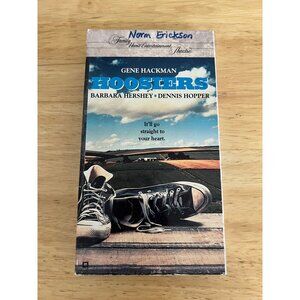 Norm Erickson
Family
Home Entertainment
Theatre
GENE HACKMAN
HOOSIERS
BARBARA HERSHEY • DENNIS HOPPER
It'll go
straight to
your heart.